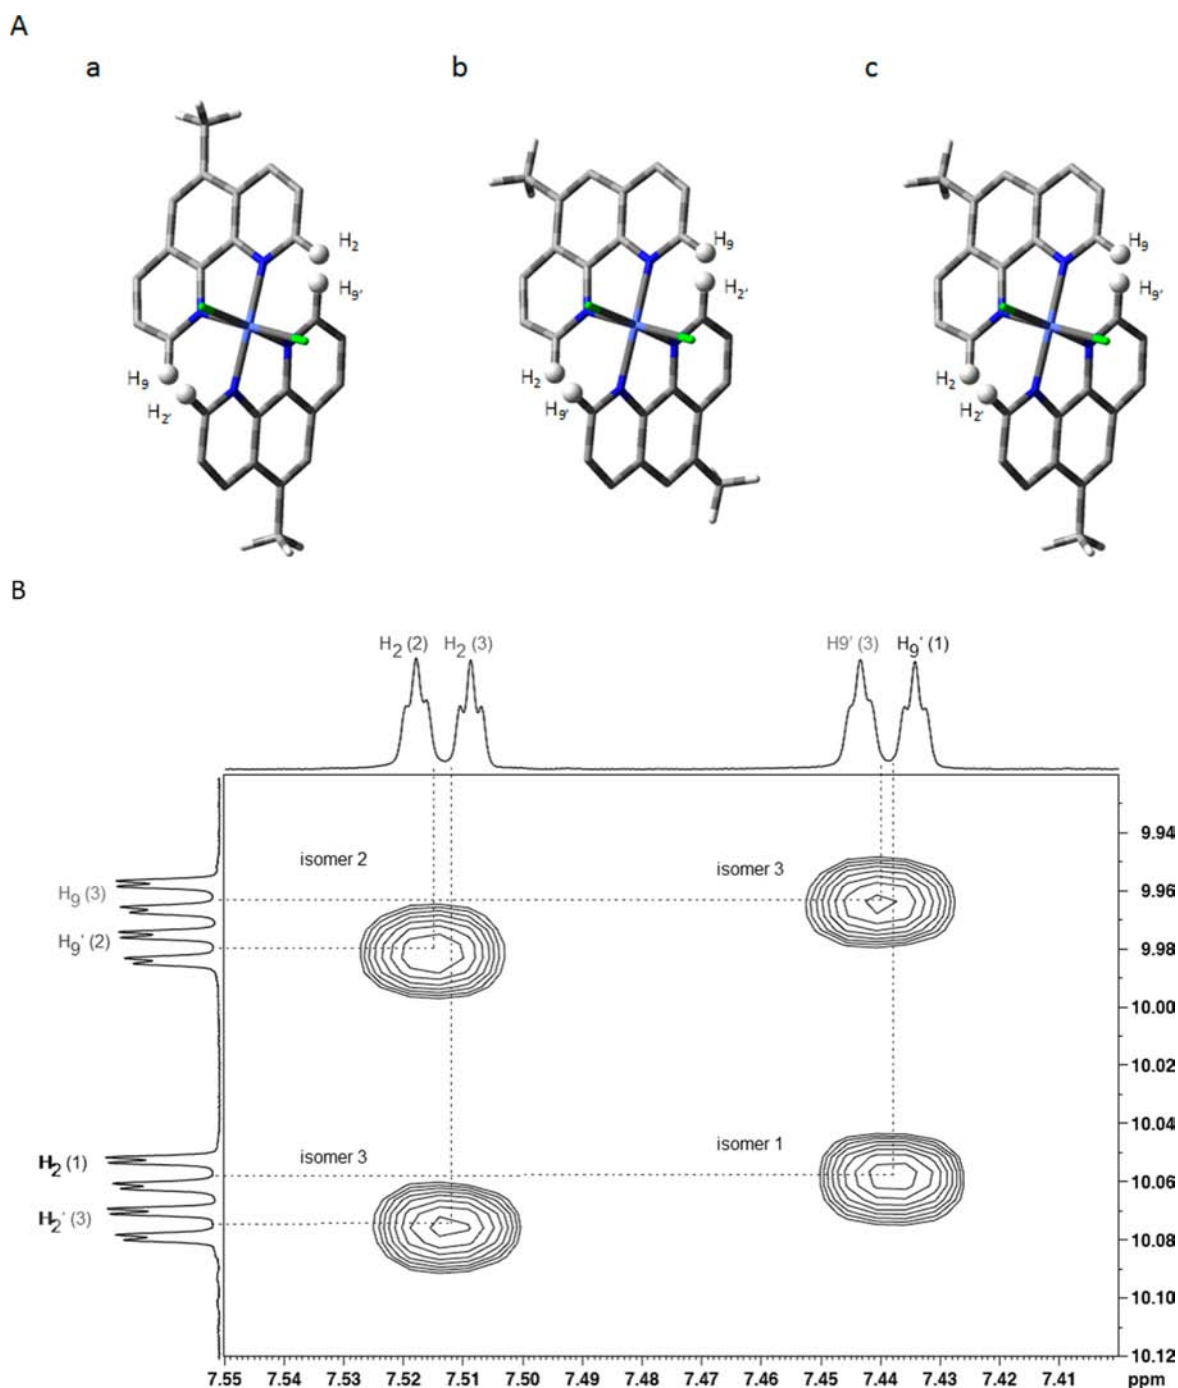 A
a b c
H2 H9 H9
H9' H2' H9'
H9 H2 H2
H2' H9' H2'
B
H2 (2) H2 (3) H9' (3) H9' (1)
isomer 2 isomer 3
H9 (3)
H9' (2)
isomer 3 isomer 1
H2 (1)
H2' (3)
9.94
9.96
9.98
10.00
10.02
10.04
10.06
10.08
10.10
10.12
7.55 7.54 7.53 7.52 7.51 7.50 7.49 7.48 7.47 7.46 7.45 7.44 7.43 7.42 7.41 ppm